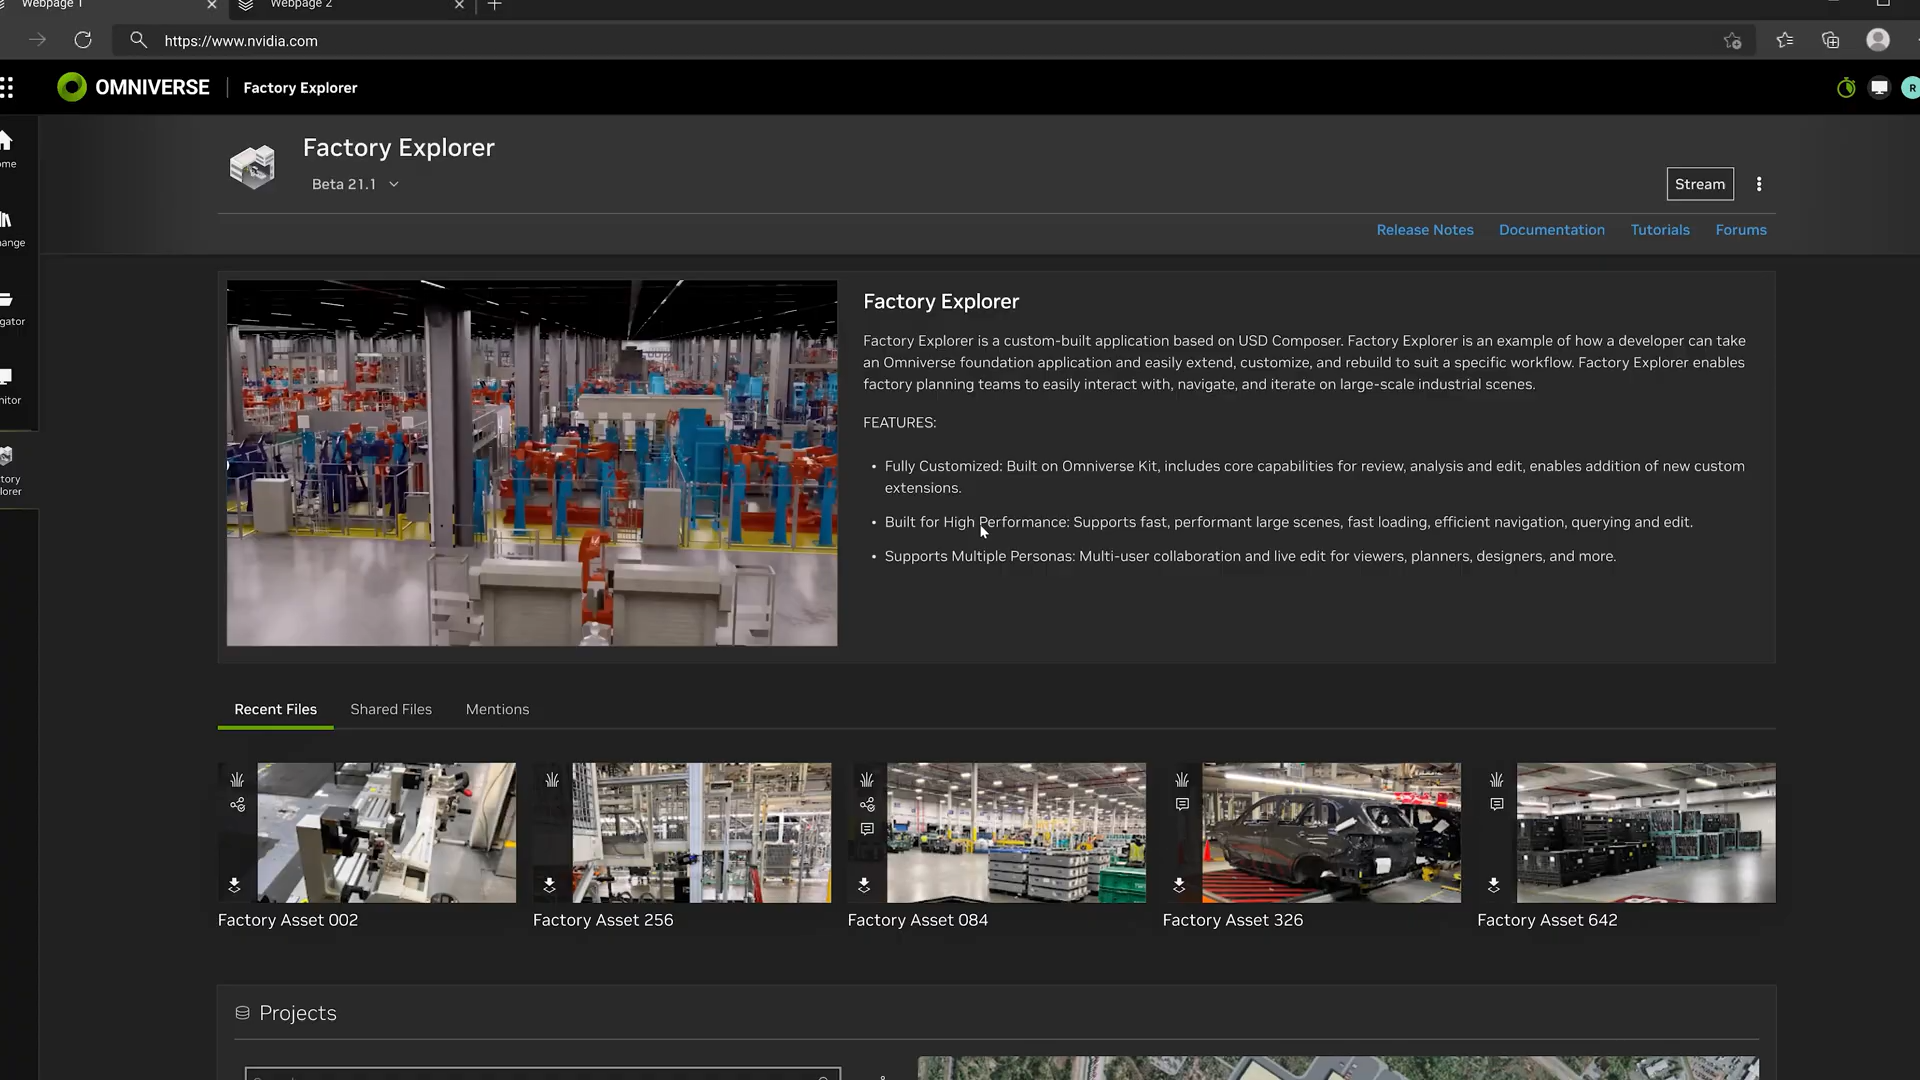 Webpage 1
Webpage 2
https://www.nvidia.com
OMNIVERSE
Factory Explorer
R
ome
ange
gator
nitor
tory
lorer
Factory Explorer
Beta 21.1
Stream
Release Notes
Documentation
Tutorials
Forums
Factory Explorer
Factory Explorer is a custom-built application based on USD Composer. Factory Explorer is an example of how a developer can take
an Omniverse foundation application and easily extend, customize, and rebuild to suit a specific workflow. Factory Explorer enables
factory planning teams to easily interact with, navigate, and iterate on large-scale industrial scenes.
FEATURES:
• Fully Customized: Built on Omniverse Kit, includes core capabilities for review, analysis and edit, enables addition of new custom
extensions.
• Built for High Performance: Supports fast, performant large scenes, fast loading, efficient navigation, querying and edit.
• Supports Multiple Personas: Multi-user collaboration and live edit for viewers, planners, designers, and more.
Recent Files
Shared Files
Mentions
Factory Asset 002
Factory Asset 256
Factory Asset 084
Factory Asset 326
Factory Asset 642
Projects